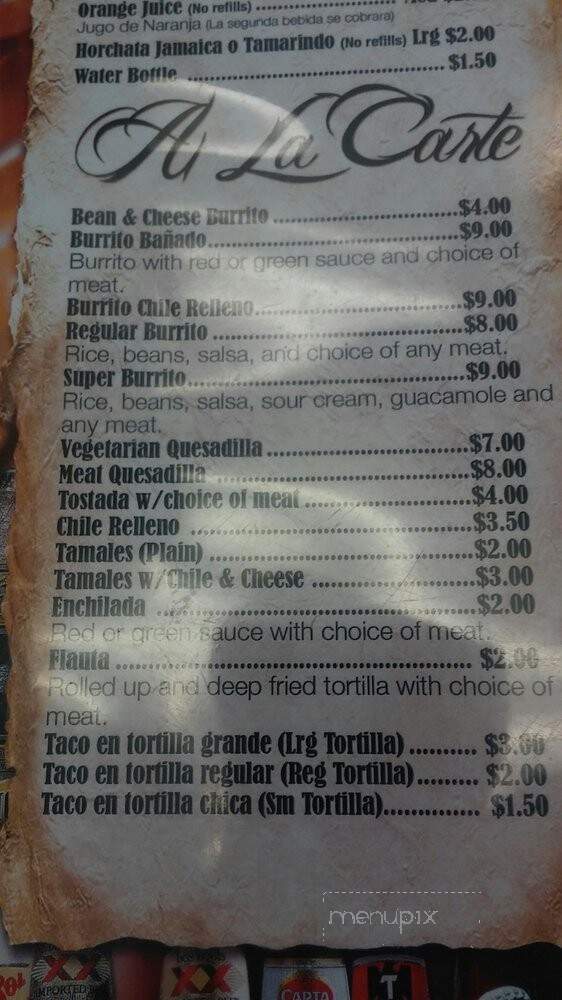 Orange Juice (No refills)
Jugo de Naranja (La segunda bebida se cobrara)
Horchata Jamaica o Tamarindo (No refills) Lrg $2.00
Water Bottle $1.50
A La Carte
Bean & Cheese Burrito $4.00
Burrito Bañado $9.00
Burrito with red or green sauce and choice of
meat.
Burrito Chile Relleno $9.00
Regular Burrito $8.00
Rice, beans, salsa, and choice of any meat.
Super Burrito $9.00
Rice, beans, salsa, sour cream, guacamole and
any meat.
Vegetarian Quesadilla $7.00
Meat Quesadilla $8.00
Tostada w/choice of meat $4.00
Chile Relleno $3.50
Tamales (Plain) $2.00
Tamales w/Chile & Cheese $3.00
Enchilada $2.00
Red or green sauce with choice of meat.
Flauta $2.00
Rolled up and deep fried tortilla with choice of
meat.
Taco en tortilla grande (Lrg Tortilla) $3.00
Taco en tortilla regular (Reg Tortilla) $2.00
Taco en tortilla chica (Sm Tortilla) $1.50
menupix
XX
IMPORTED
XX
CARTA
T